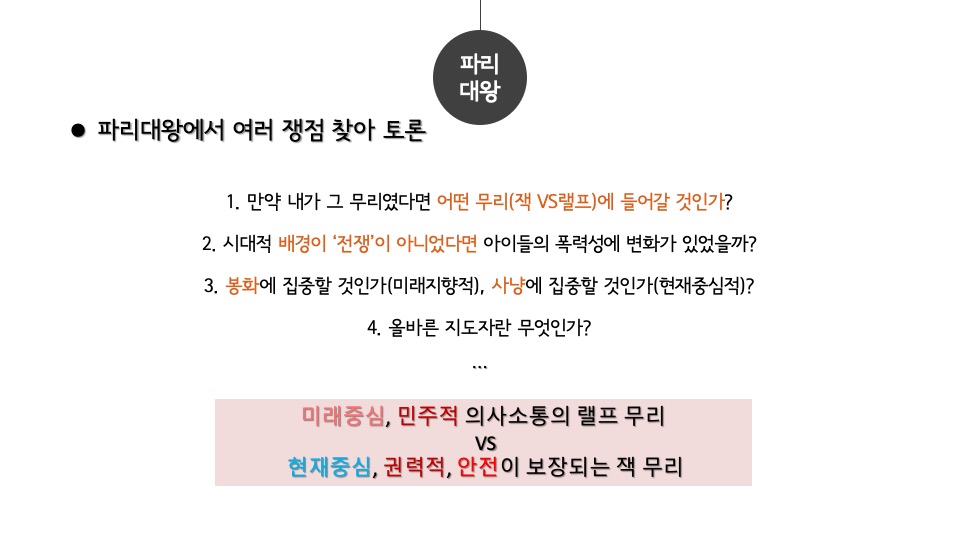 파리
대왕
● 파리대왕에서 여러 쟁점 찾아 토론
1. 만약 내가 그 무리였다면 어떤 무리(잭 VS랠프)에 들어갈 것인가?
2. 시대적 배경이 ‘전쟁’이 아니었다면 아이들의 폭력성에 변화가 있었을까?
3. 봉화에 집중할 것인가(미래지향적), 사냥에 집중할 것인가(현재중심적)?
4. 올바른 지도자란 무엇인가?
...
미래중심, 민주적 의사소통의 랠프 무리
VS
현재중심, 권력적, 안전이 보장되는 잭 무리